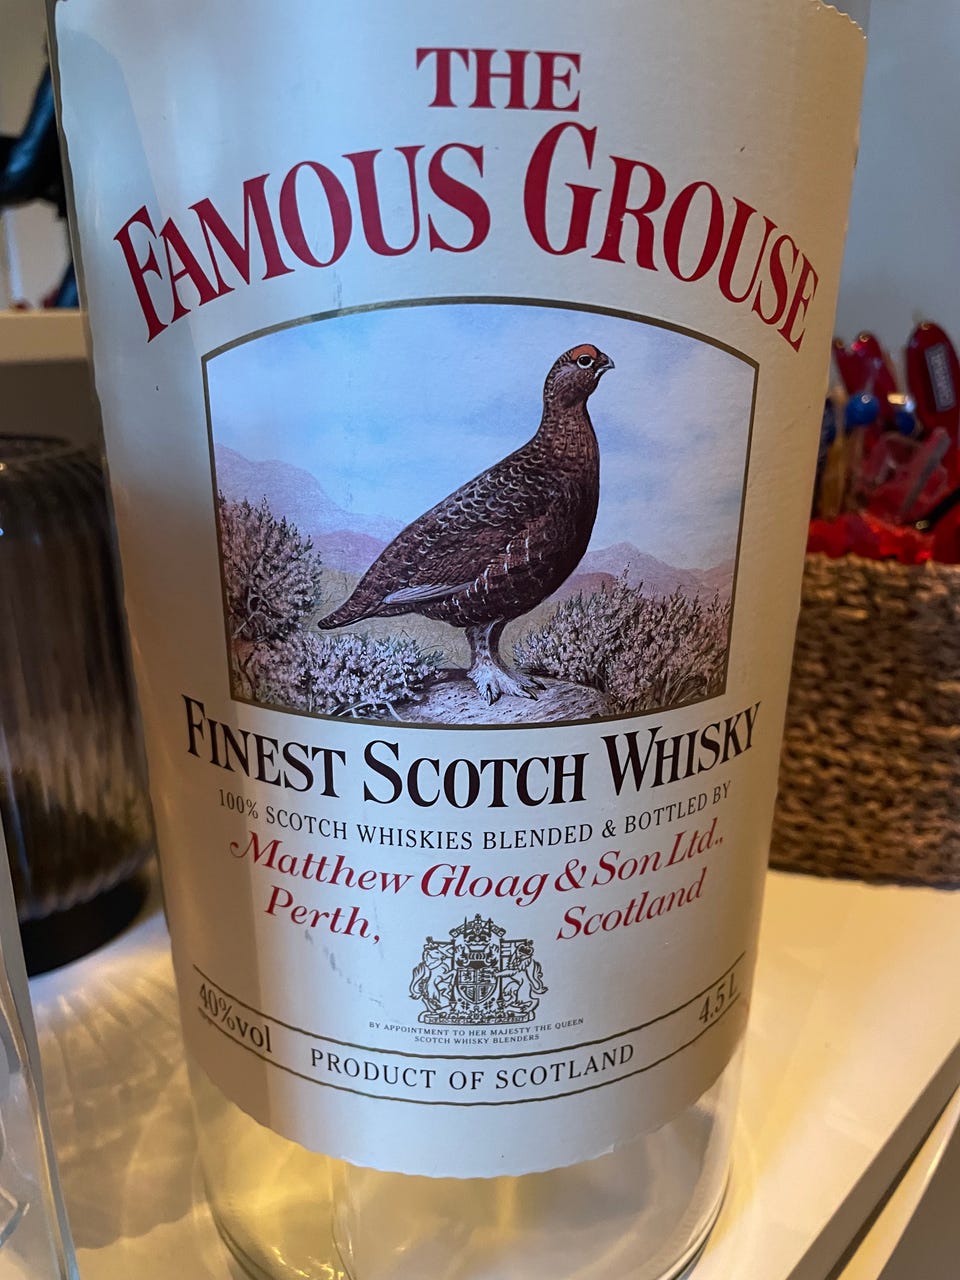 THE
FAMOUS GROUSE
FINEST SCOTCH WHISKY
100% SCOTCH WHISKIES BLENDED & BOTTLED BY
Matthew Gloag & Son Ltd.,
Perth, Scotland
BY APPOINTMENT TO HER MAJESTY THE QUEEN
SCOTCH WHISKY BLENDERS
40%vol
4.5 L
PRODUCT OF SCOTLAND